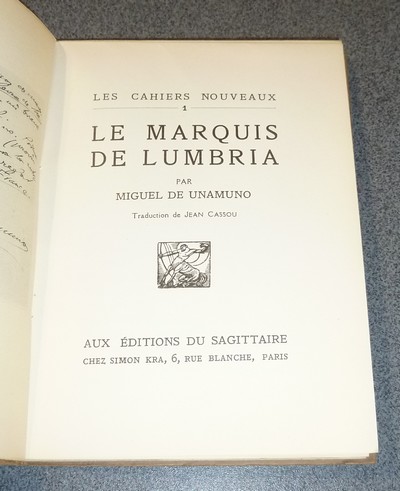 LES CAHIERS NOUVEAUX
1
LE MARQUIS
DE LUMBRIA
PAR
MIGUEL DE UNAMUNO
Traduction de JEAN CASSOU
AUX ÉDITIONS DU SAGITTAIRE
CHEZ SIMON KRA, 6, RUE BLANCHE, PARIS